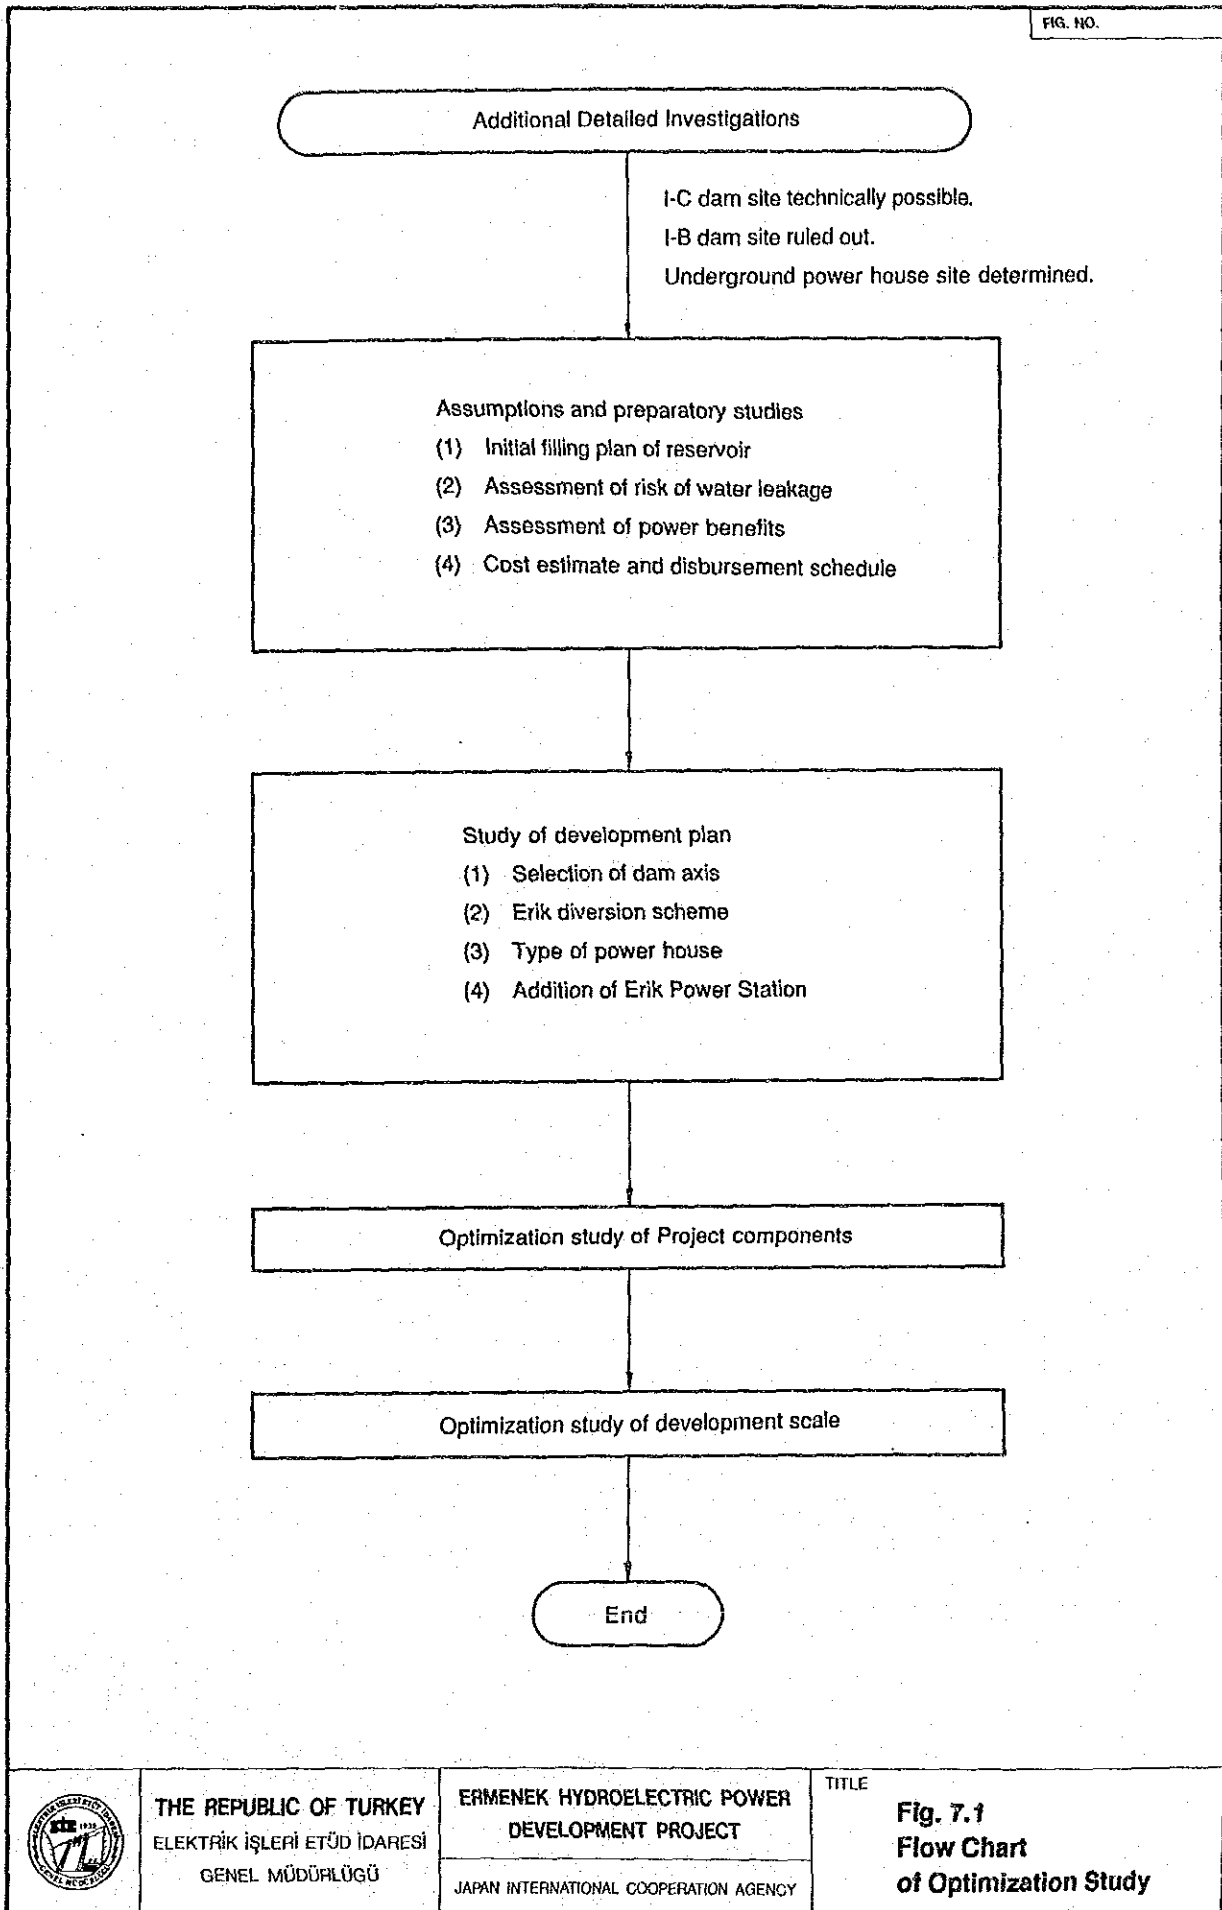 FIG. NO.
Additional Detailed Investigations
I-C dam site technically possible.
I-B dam site ruled out.
Underground power house site determined.
Assumptions and preparatory studies
(1) Initial filling plan of reservoir
(2) Assessment of risk of water leakage
(3) Assessment of power benefits
(4) Cost estimate and disbursement schedule
Study of development plan
(1) Selection of dam axis
(2) Erik diversion scheme
(3) Type of power house
(4) Addition of Erik Power Station
Optimization study of Project components
Optimization study of development scale
End
THE REPUBLIC OF TURKEY
ELEKTRİK İŞLERİ ETÜD İDARESİ
GENEL MÜDÜRLÜGÜ
ERMENEK HYDROELECTRIC POWER
DEVELOPMENT PROJECT
JAPAN INTERNATIONAL COOPERATION AGENCY
TITLE
Fig. 7.1
Flow Chart
of Optimization Study